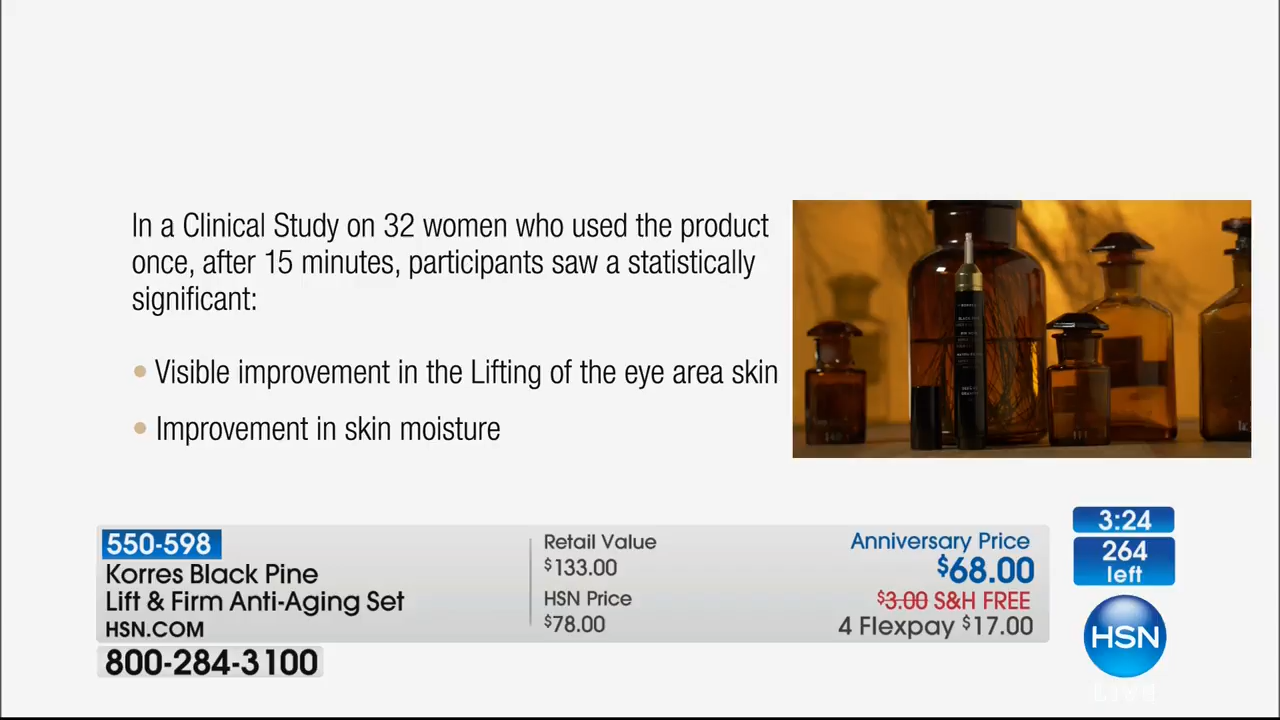 In a Clinical Study on 32 women who used the product
once, after 15 minutes, participants saw a statistically
significant:
• Visible improvement in the Lifting of the eye area skin
• Improvement in skin moisture
550-598
Korres Black Pine
Lift & Firm Anti-Aging Set
HSN.COM
800-284-3100
Retail Value
$133.00
HSN Price
$78.00
Anniversary Price
$68.00
$3.00 S&H FREE
4 Flexpay $17.00
3:24
264
left
HSN